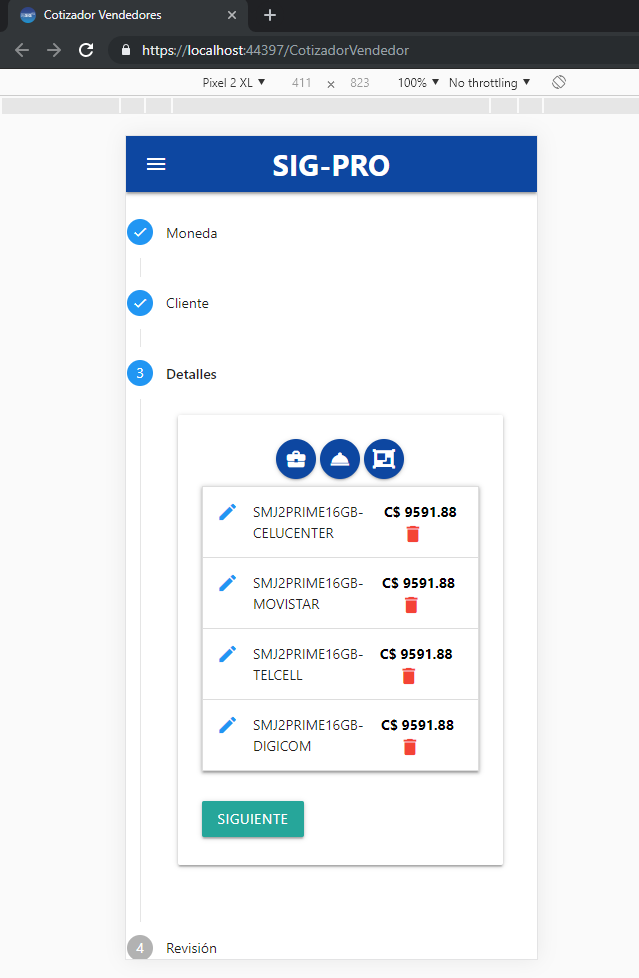 Cotizador Vendedores
https://localhost:44397/CotizadorVendedor
Pixel 2 XL ▼ 411 × 823 100% ▼ No throttling ▼
SIG-PRO
Moneda
Cliente
3 Detalles
SMJ2PRIME16GB- C$ 9591.88
CELUCENTER
SMJ2PRIME16GB- C$ 9591.88
MOVISTAR
SMJ2PRIME16GB- C$ 9591.88
TELCELL
SMJ2PRIME16GB- C$ 9591.88
DIGICOM
SIGUIENTE
4 Revisión